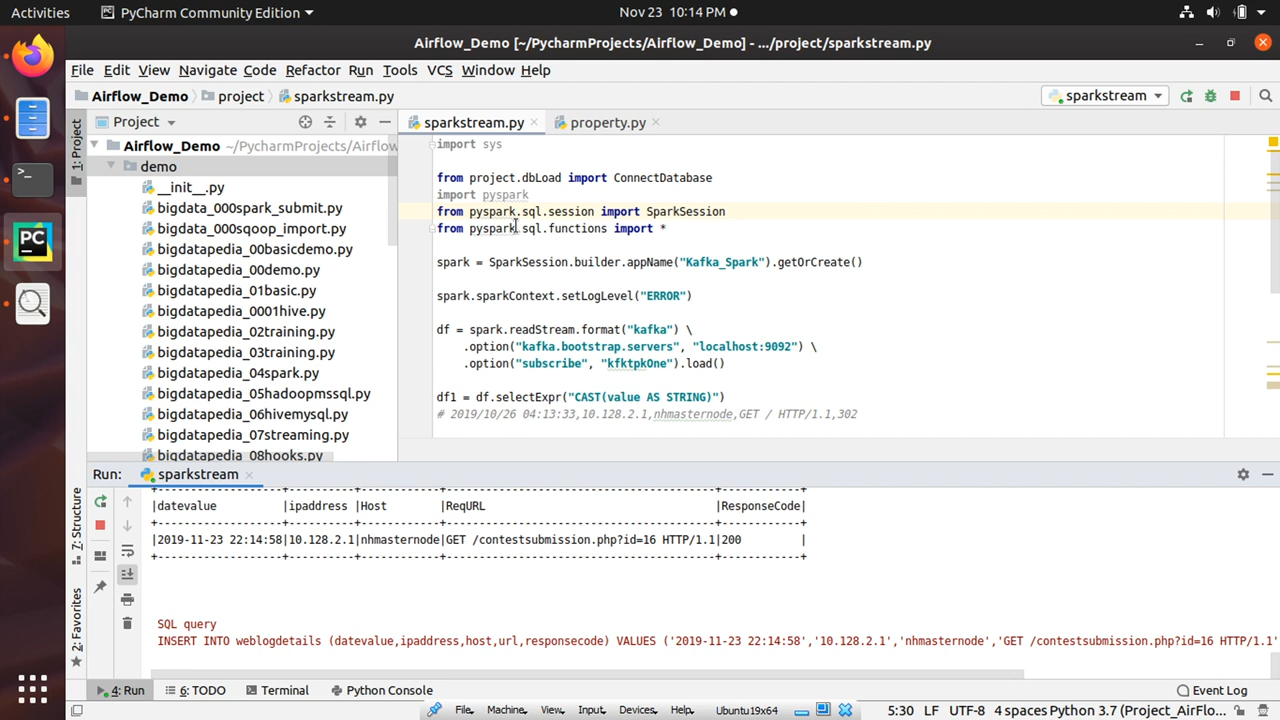 Activities
PyCharm Community Edition
Nov 23 10:14 PM
Airflow_Demo [~/PycharmProjects/Airflow_Demo] - .../project/sparkstream.py
File Edit View Navigate Code Refactor Run Tools VCS Window Help
Airflow_Demo project sparkstream.py
sparkstream
1: Project
Project
sparkstream.py
property.py
Airflow_Demo ~/PycharmProjects/Airflow
demo
__init__.py
bigdata_000spark_submit.py
bigdata_000sqoop_import.py
bigdatapedia_00basicdemo.py
bigdatapedia_00demo.py
bigdatapedia_01basic.py
bigdatapedia_0001hive.py
bigdatapedia_02training.py
bigdatapedia_03training.py
bigdatapedia_04spark.py
bigdatapedia_05hadoopmssql.py
bigdatapedia_06hivemysql.py
bigdatapedia_07streaming.py
bigdatapedia_08hooks.py
import sys
from project.dbLoad import ConnectDatabase
import pyspark
from pyspark.sql.session import SparkSession
from pyspark.sql.functions import *
spark = SparkSession.builder.appName("Kafka_Spark").getOrCreate()
spark.sparkContext.setLogLevel("ERROR")
df = spark.readStream.format("kafka") \
.option("kafka.bootstrap.servers", "localhost:9092") \
.option("subscribe", "kfktpkOne").load()
df1 = df.selectExpr("CAST(value AS STRING)")
# 2019/10/26 04:13:33,10.128.2.1,nhmasternode,GET / HTTP/1.1,302
Run: sparkstream
7: Structure
2: Favorites
+-------------------+----------+------------+------------------------------------------+------------+
|datevalue |ipaddress |Host |ReqURL |ResponseCode|
+-------------------+----------+------------+------------------------------------------+------------+
|2019-11-23 22:14:58|10.128.2.1|nhmasternode|GET /contestsubmission.php?id=16 HTTP/1.1|200 |
+-------------------+----------+------------+------------------------------------------+------------+
SQL query
INSERT INTO weblogdetails (datevalue,ipaddress,host,url,responsecode) VALUES ('2019-11-23 22:14:58','10.128.2.1','nhmasternode','GET /contestsubmission.php?id=16 HTTP/1.1'
4: Run 6: TODO Terminal Python Console Event Log
File Machine View Input Devices Help Ubuntu19x64
5:30 LF UTF-8 4 spaces Python 3.7 (Project_AirFlo